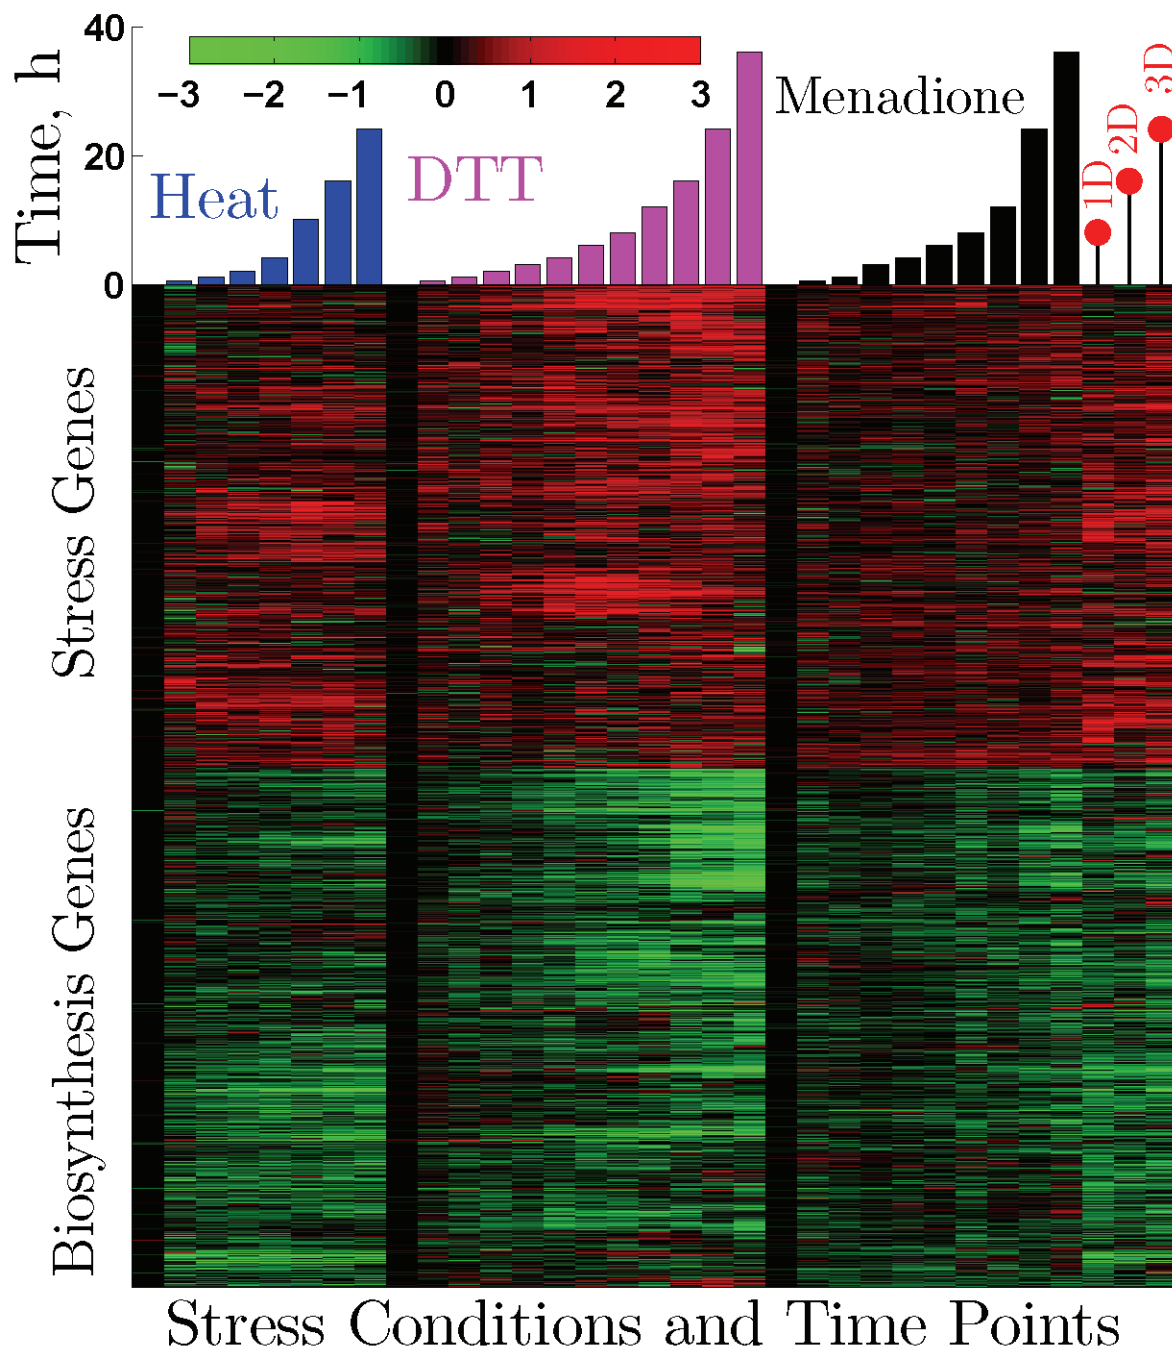 Time, h
40
20
0
−3 −2 −1 0 1 2 3
Heat
DTT
Menadione
1D
2D
3D
Stress Genes
Biosynthesis Genes
Stress Conditions and Time Points